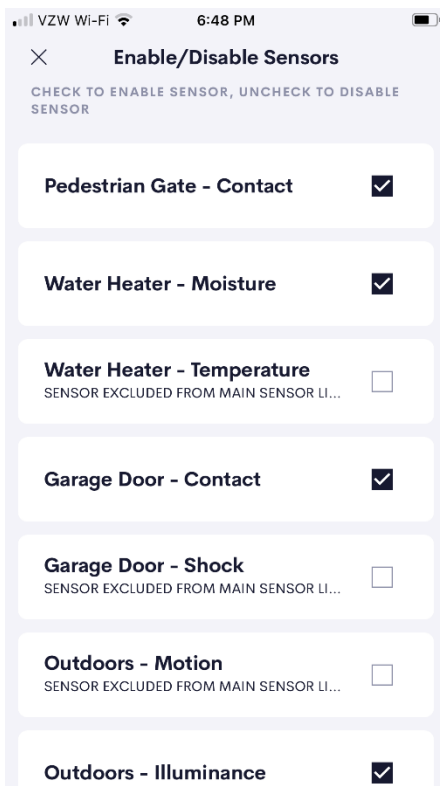 VZW Wi-Fi 6:48 PM
Enable/Disable Sensors
CHECK TO ENABLE SENSOR, UNCHECK TO DISABLE
SENSOR
Pedestrian Gate - Contact
Water Heater - Moisture
Water Heater - Temperature
SENSOR EXCLUDED FROM MAIN SENSOR LI...
Garage Door - Contact
Garage Door - Shock
SENSOR EXCLUDED FROM MAIN SENSOR LI...
Outdoors - Motion
SENSOR EXCLUDED FROM MAIN SENSOR LI...
Outdoors - Illuminance